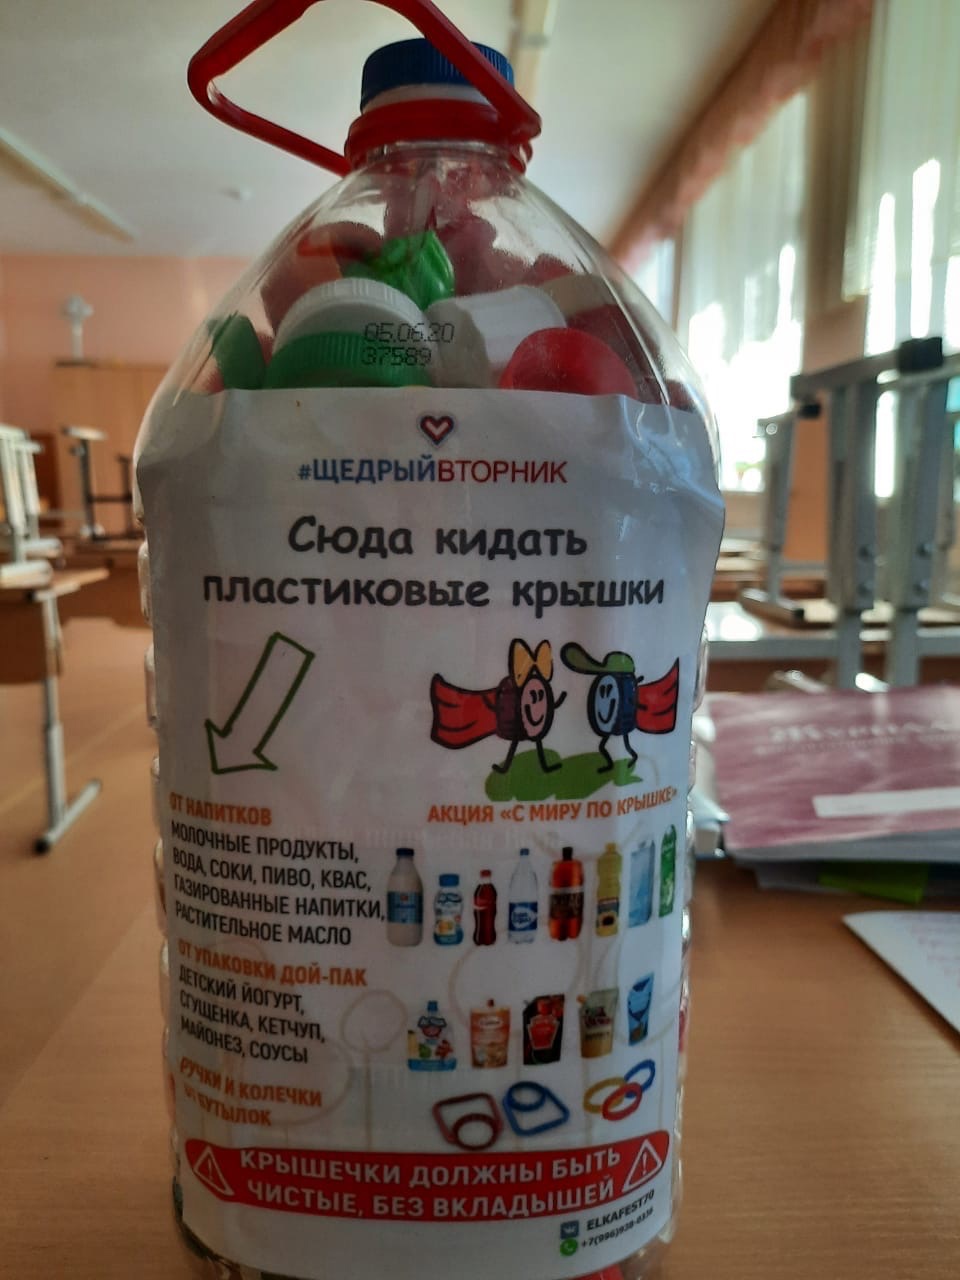 05.06.20
37589
#ЩЕДРЫЙВТОРНИК
Сюда кидать
пластиковые крышки
АКЦИЯ «С МИРУ ПО КРЫШКЕ»
ОТ НАПИТКОВ
МОЛОЧНЫЕ ПРОДУКТЫ,
ВОДА, СОКИ, ПИВО, КВАС,
ГАЗИРОВАННЫЕ НАПИТКИ,
РАСТИТЕЛЬНОЕ МАСЛО
ОТ УПАКОВКИ ДОЙ-ПАК
ДЕТСКИЙ ЙОГУРТ,
СГУЩЕНКА, КЕТЧУП,
МАЙОНЕЗ, СОУСЫ
РУЧКИ И КОЛЕЧКИ
ОТ БУТЫЛОК
КРЫШЕЧКИ ДОЛЖНЫ БЫТЬ
ЧИСТЫЕ, БЕЗ ВКЛАДЫШЕЙ
ELKAFEST70
ЖУРНАЛ